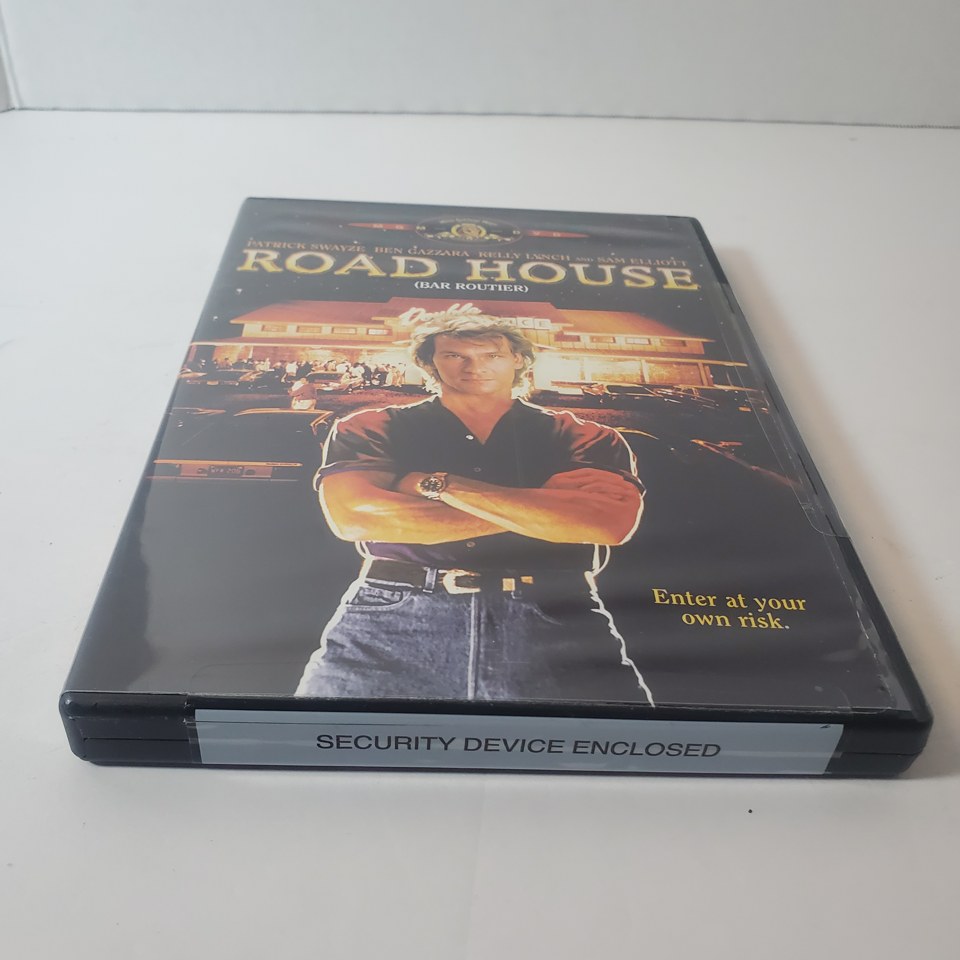 PATRICK SWAYZE BEN GAZZARA KELLY LYNCH AND SAM ELLIOTT
ROAD HOUSE
(BAR ROUTIER)
Double
Enter at your
own risk.
SECURITY DEVICE ENCLOSED